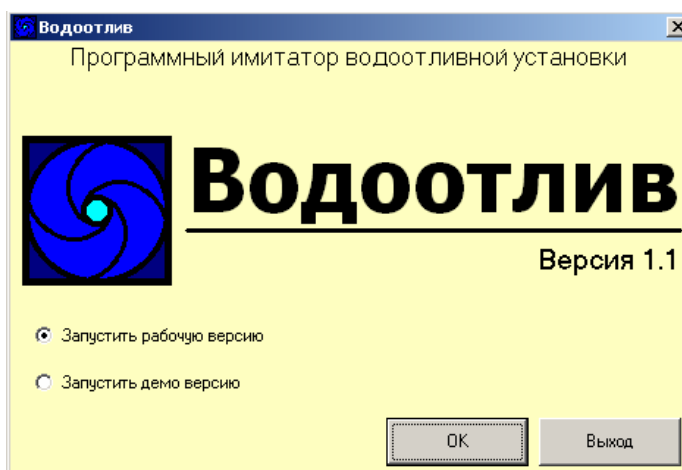 Водоотлив
Программный имитатор водоотливной установки
Водоотлив
Версия 1.1
Запустить рабочую версию
Запустить демо версию
OK Выход